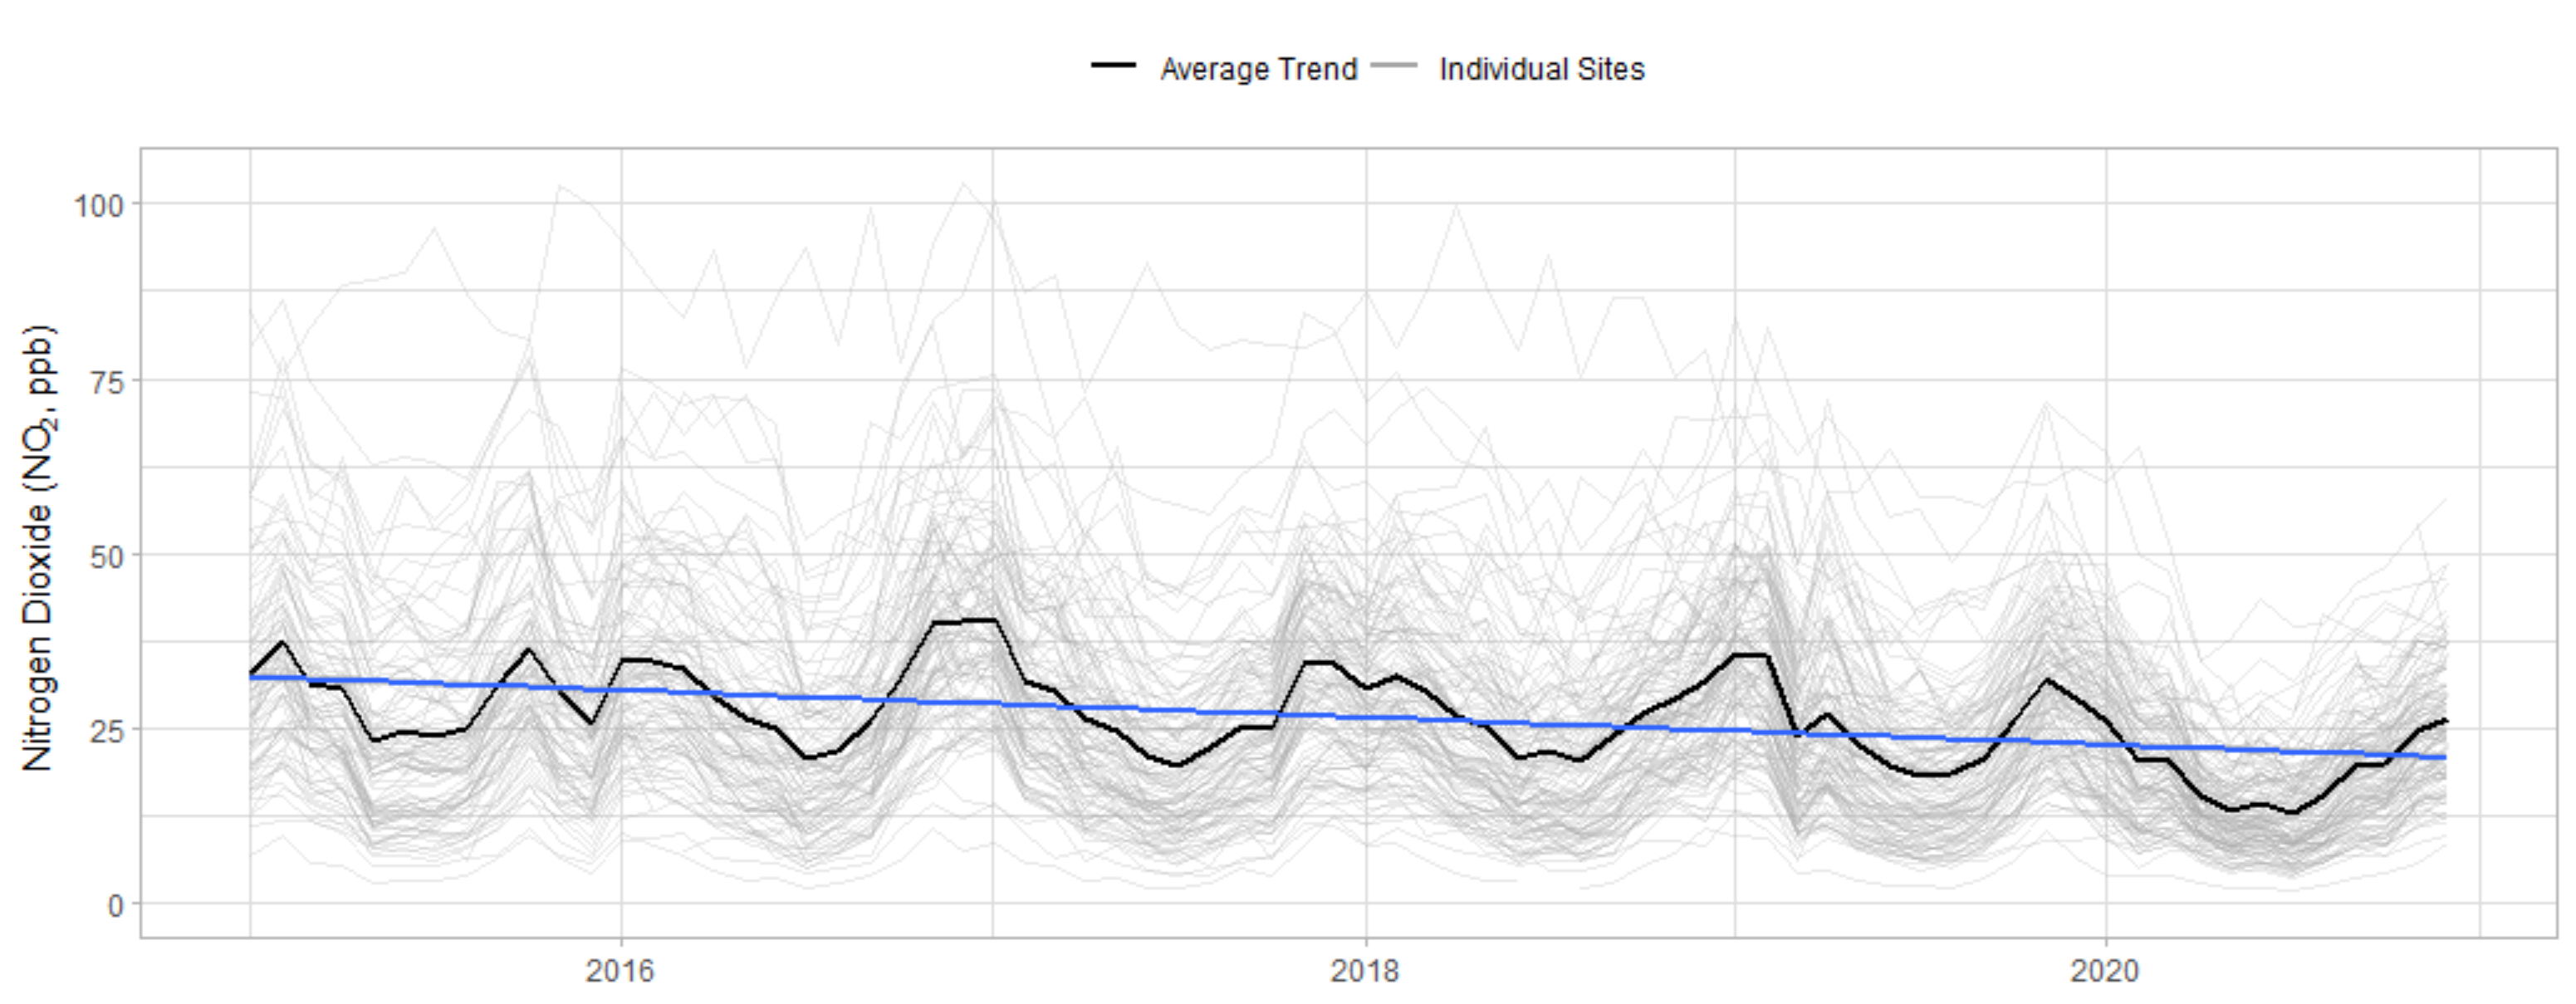 Average Trend
Individual Sites
Nitrogen Dioxide (NO₂, ppb)
100
75
50
25
0
2016
2018
2020